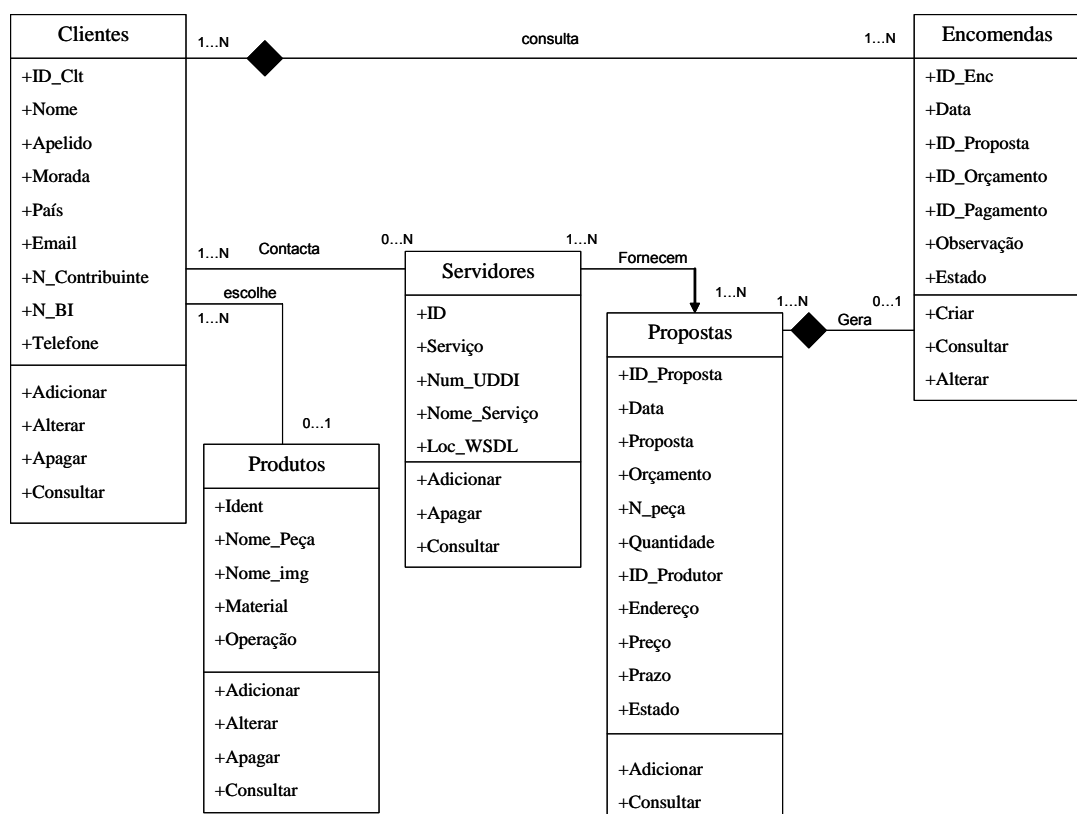 Clientes
+ID_Clt
+Nome
+Apelido
+Morada
+País
+Email
+N_Contribuinte
+N_BI
+Telefone
+Adicionar
+Alterar
+Apagar
+Consultar
1...N
consulta
1...N
Encomendas
+ID_Enc
+Data
+ID_Proposta
+ID_Orçamento
+ID_Pagamento
+Observação
+Estado
+Criar
+Consultar
+Alterar
1...N
Contacta
0...N
Servidores
+ID
+Serviço
+Num_UDDI
+Nome_Serviço
+Loc_WSDL
+Adicionar
+Apagar
+Consultar
1...N
Fornecem
1...N
escolhe
1...N
0...1
Produtos
+Ident
+Nome_Peça
+Nome_img
+Material
+Operação
+Adicionar
+Alterar
+Apagar
+Consultar
Propostas
+ID_Proposta
+Data
+Proposta
+Orçamento
+N_peça
+Quantidade
+ID_Produtor
+Endereço
+Preço
+Prazo
+Estado
+Adicionar
+Consultar
1...N
Gera
0...1